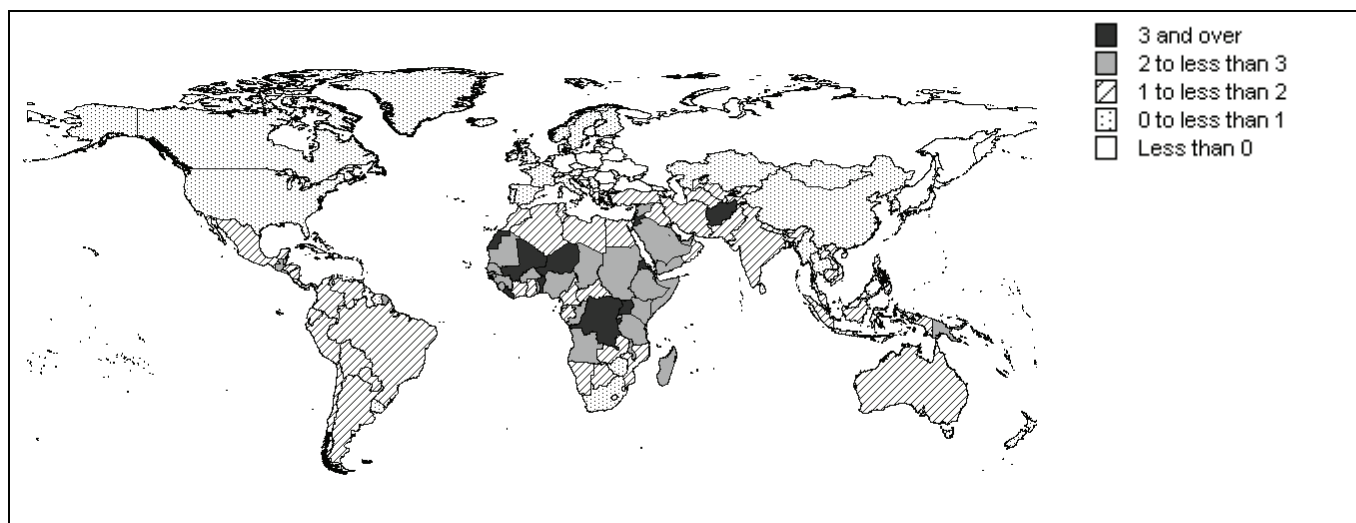 3 and over
2 to less than 3
1 to less than 2
0 to less than 1
Less than 0